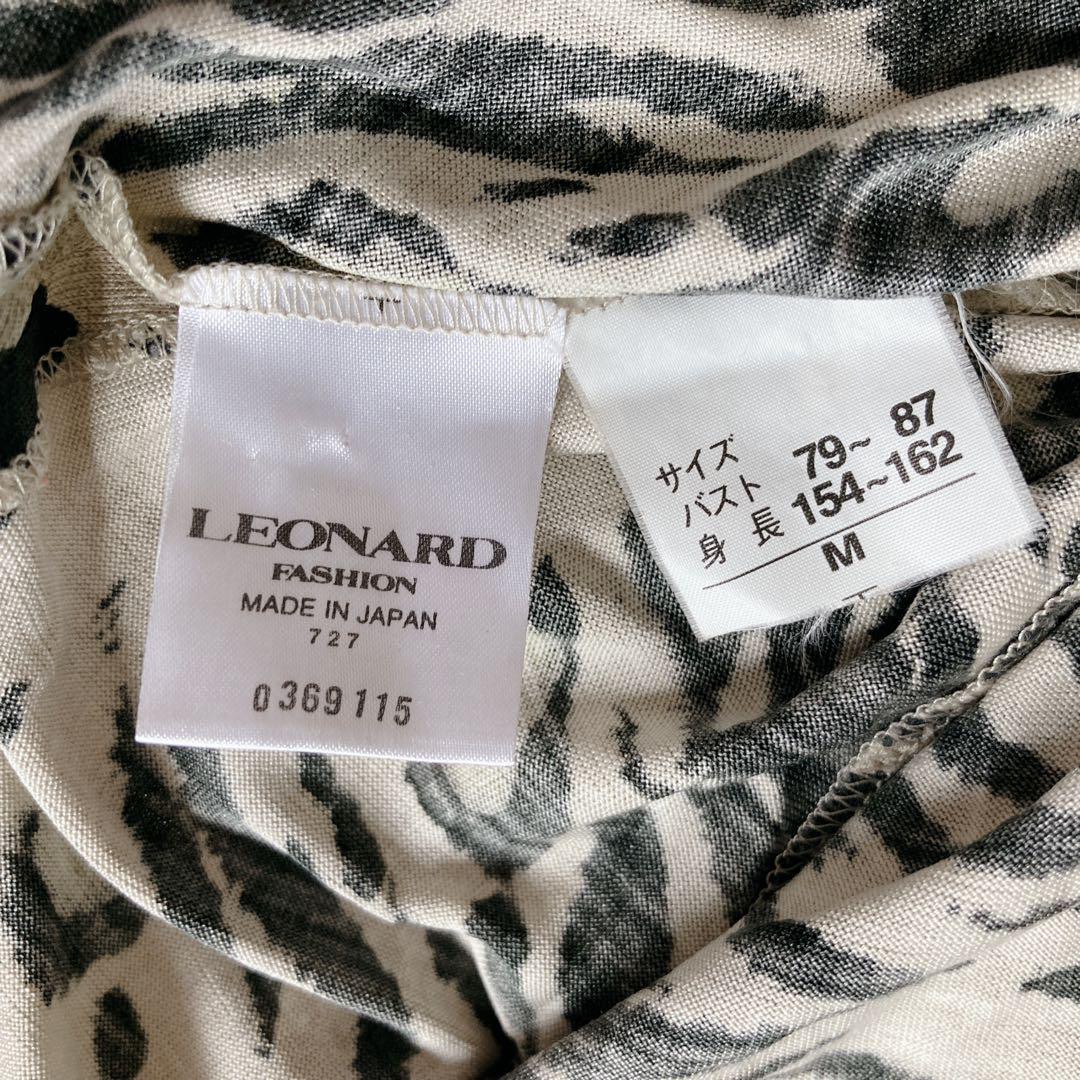 LEONARD
FASHION
MADE IN JAPAN
727
0369115
サイズ
バスト 79~ 87
身 長 154~162
M